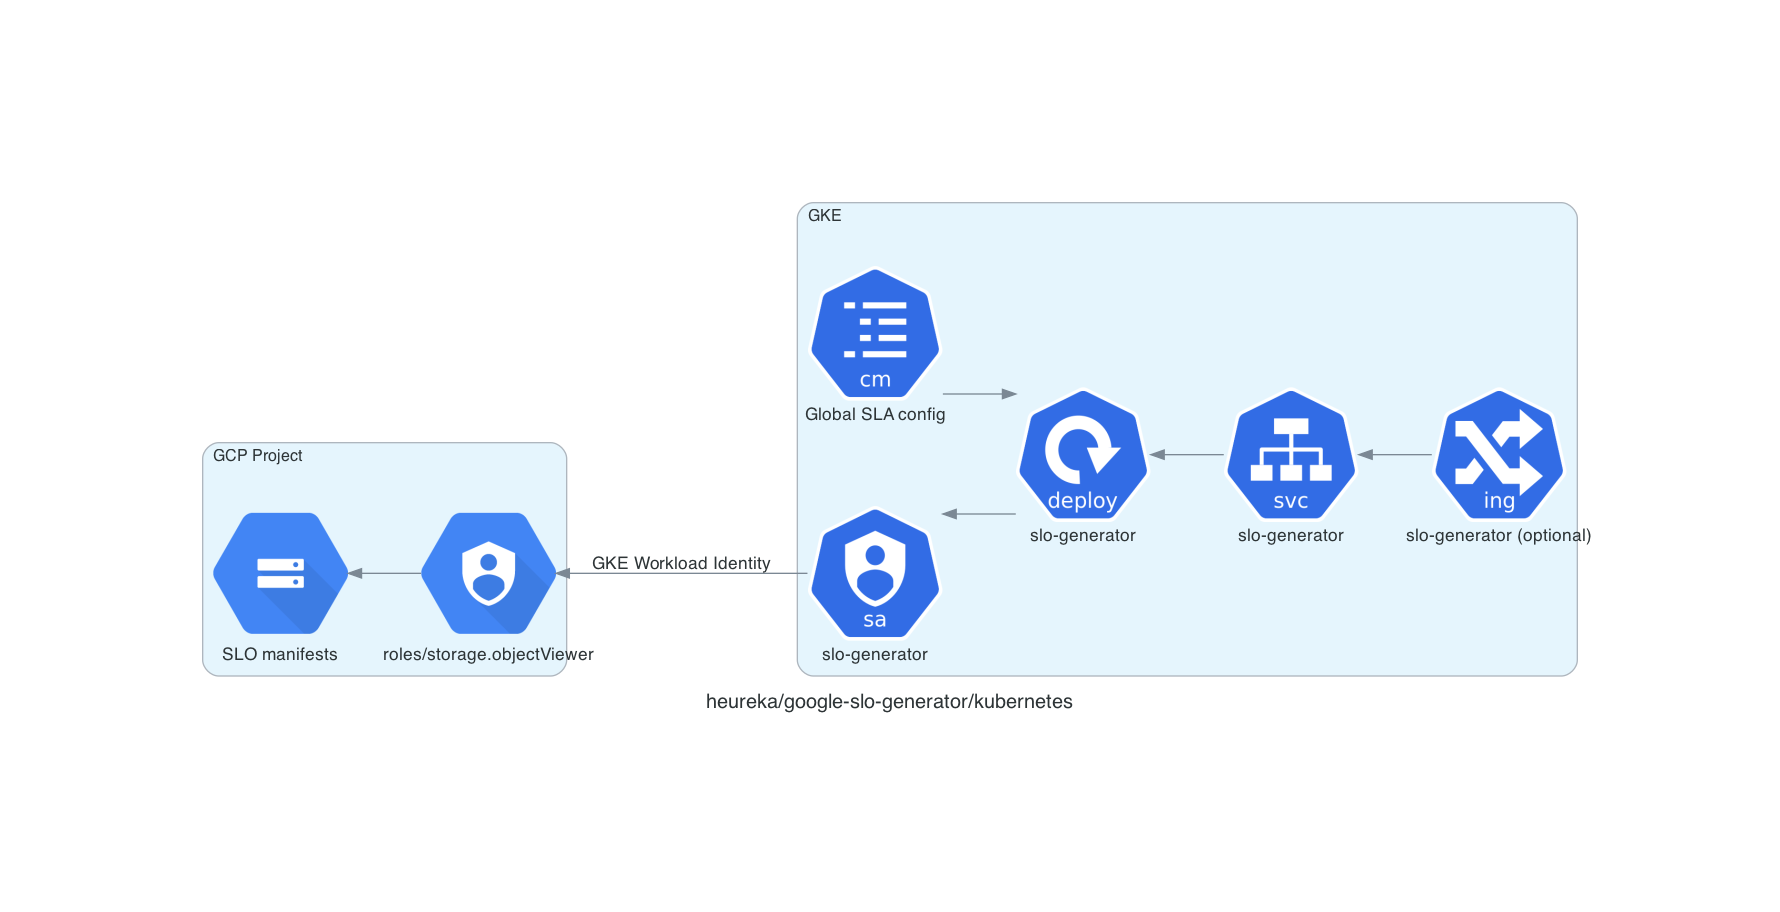 GKE
cm
Global SLA config
deploy
slo-generator
svc
slo-generator
ing
slo-generator (optional)
GCP Project
SLO manifests
roles/storage.objectViewer
GKE Workload Identity
sa
slo-generator
heureka/google-slo-generator/kubernetes